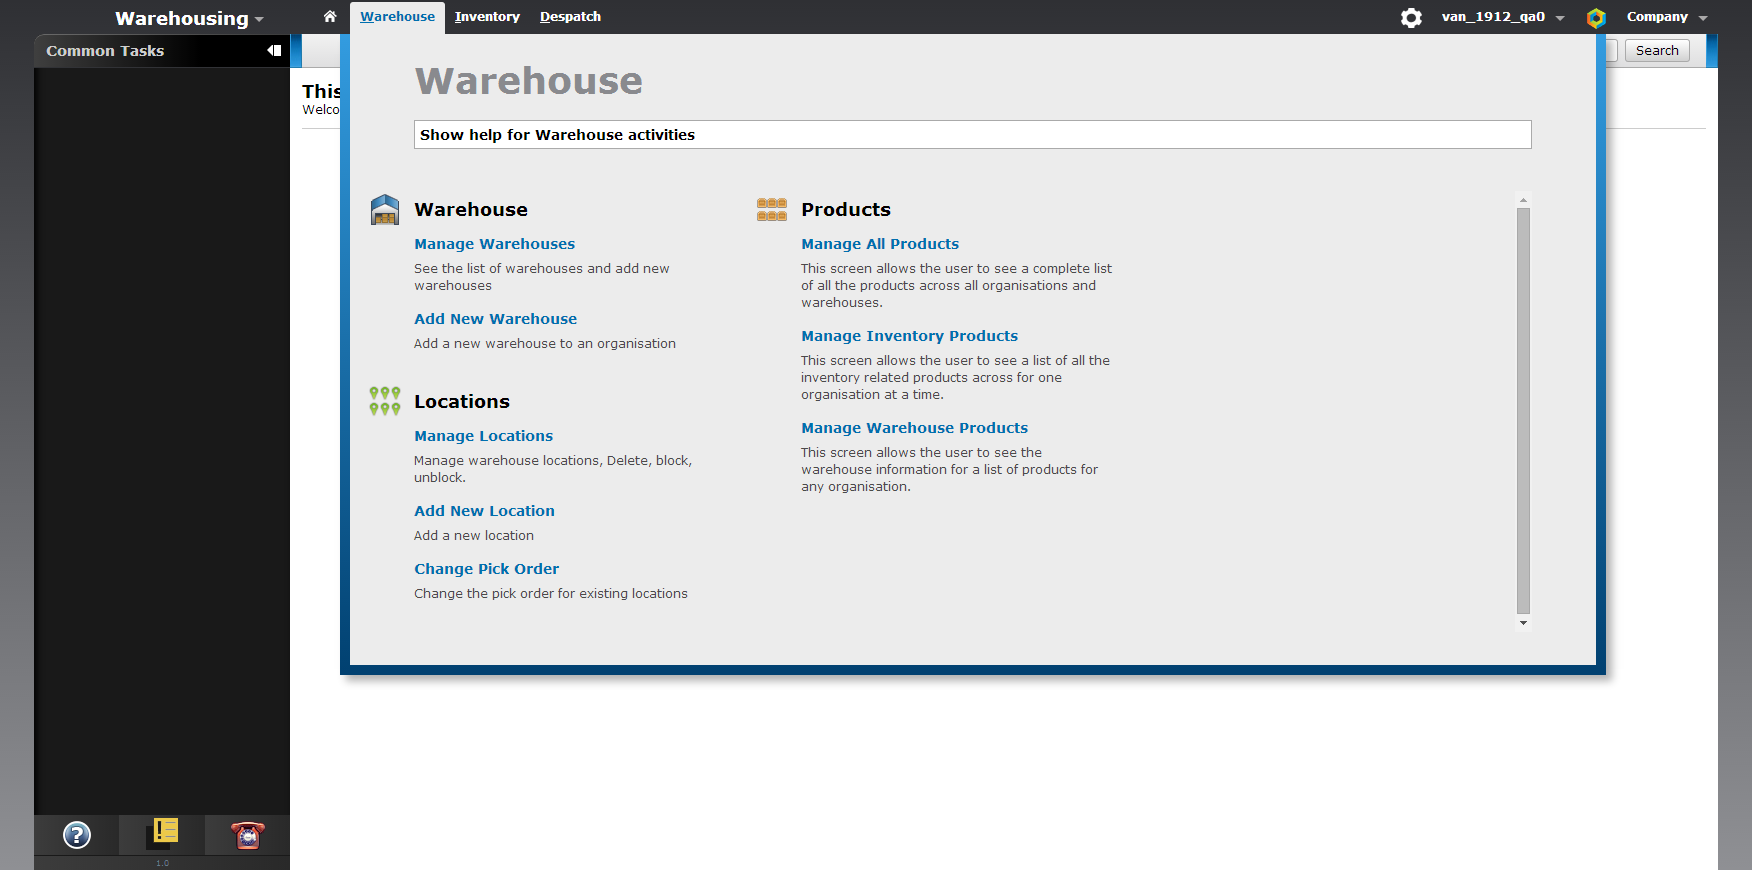 Warehousing
Warehouse
Inventory
Despatch
van_1912_qa0
Company
Common Tasks
Search
This
Welco
Warehouse
Show help for Warehouse activities
Warehouse
Manage Warehouses
See the list of warehouses and add new
warehouses
Add New Warehouse
Add a new warehouse to an organisation
Locations
Manage Locations
Manage warehouse locations, Delete, block,
unblock.
Add New Location
Add a new location
Change Pick Order
Change the pick order for existing locations
Products
Manage All Products
This screen allows the user to see a complete list
of all the products across all organisations and
warehouses.
Manage Inventory Products
This screen allows the user to see a list of all the
inventory related products across for one
organisation at a time.
Manage Warehouse Products
This screen allows the user to see the
warehouse information for a list of products for
any organisation.
1.0